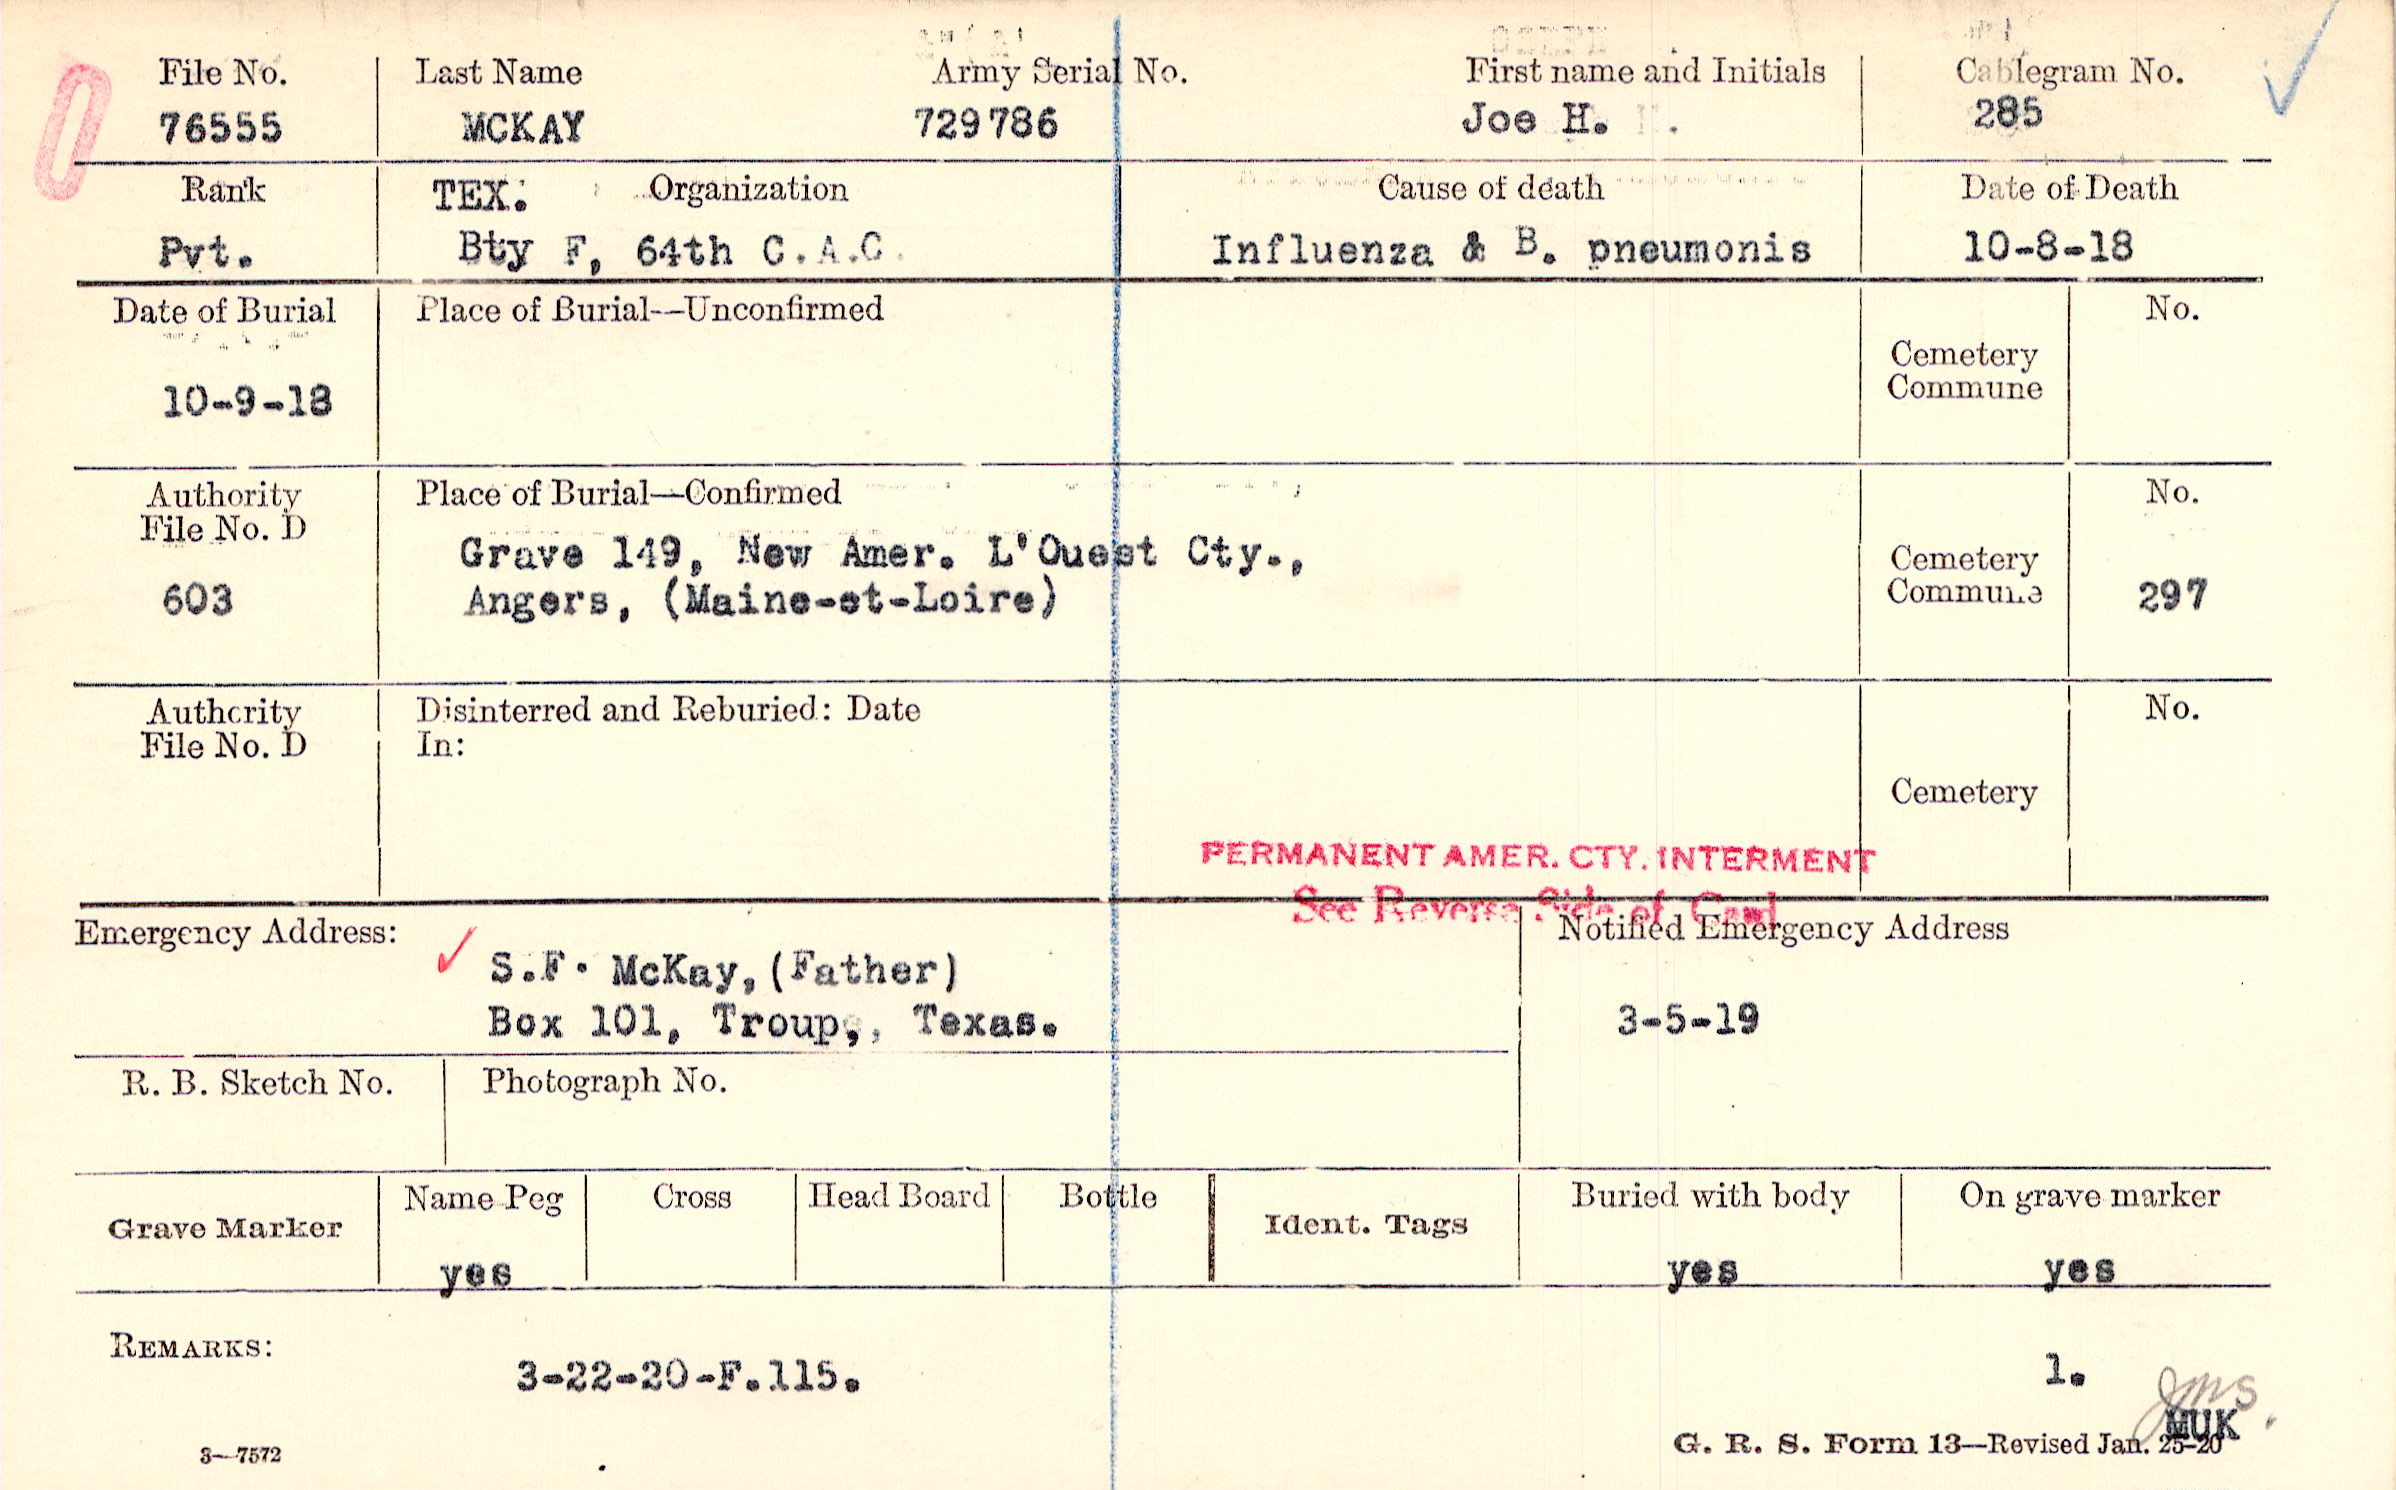 File No. Last Name Army Serial No. First name and Initials Cablegram No.
76555 MCKAY 729786 Joe H. 285
Rank TEX. Organization Cause of death Date of Death
Pvt. Bty F, 64th C.A.C. Influenza & B. pneumonis 10-8-18
Date of Burial Place of Burial—Unconfirmed No.
Cemetery
Commune
10-9-18
Authority Place of Burial—Confirmed No.
File No. D
Grave 149, New Amer. L'Ouest Cty., Cemetery
603 Angers, (Maine-et-Loire) Commune 297
Authority Disinterred and Reburied: Date No.
File No. D In:
Cemetery
PERMANENT AMER. CTY. INTERMENT
See Reverse Side of Card
Emergency Address: Notified Emergency Address
S.F. McKay, (Father)
Box 101, Troup,, Texas. 3-5-19
R. B. Sketch No. Photograph No.
Grave Marker Name Peg Cross Head Board Bottle Ident. Tags Buried with body On grave marker
yes yes yes
REMARKS:
3-22-20-F.115. 1.
JMS.
MUK
3—7572 G. R. S. Form 13—Revised Jan. 25-20